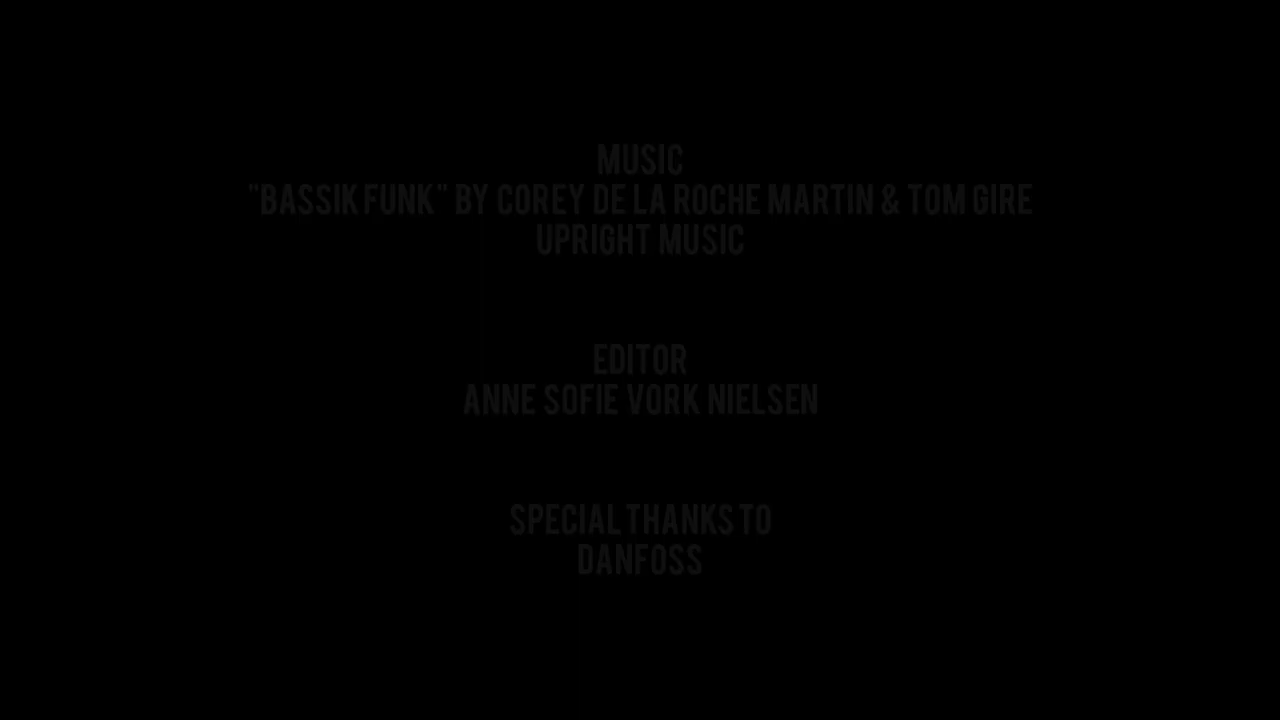 MUSIC
"BASSIK FUNK" BY COREY DE LA ROCHE MARTIN & TOM GIRE
UPRIGHT MUSIC
EDITOR
ANNE SOFIE VORK NIELSEN
SPECIAL THANKS TO
DANFOSS